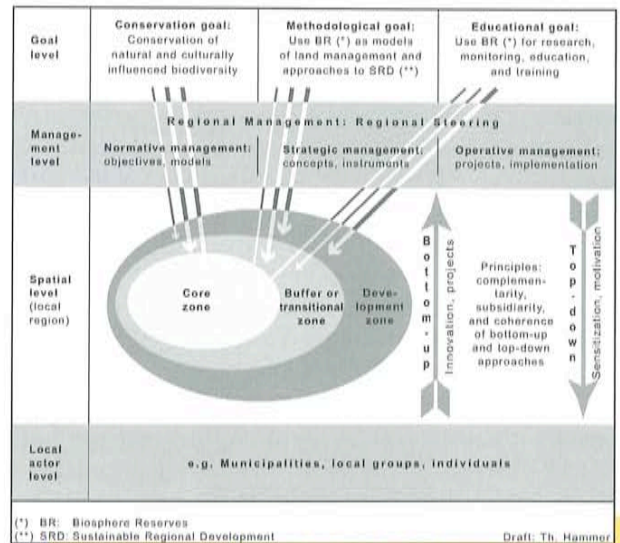 Goal
level
Conservation goal:
Conservation of
natural and culturally
influenced biodiversity
Methodological goal:
Use BR (*) as models
of land management and
approaches to SRD (**)
Educational goal:
Use BR (*) for research,
monitoring, education,
and training
Manage-
ment
level
Regional Management: Regional Steering
Normative management:
objectives, models
Strategic management:
concepts, instruments
Operative management:
projects, implementation
Spatial
level
(local
region)
Core
zone
Buffer or
transitional
zone
Deve-
lopment
zone
Bottom-up
Innovation, projects
Principles:
complemen-
tarity,
subsidiarity,
and coherence
of bottom-up
and top-down
approaches
Top-down
Sensitization, motivation
Local
actor
level
e.g. Municipalities, local groups, individuals
(*) BR: Biosphere Reserves
(**) SRD: Sustainable Regional Development
Draft: Th. Hammer